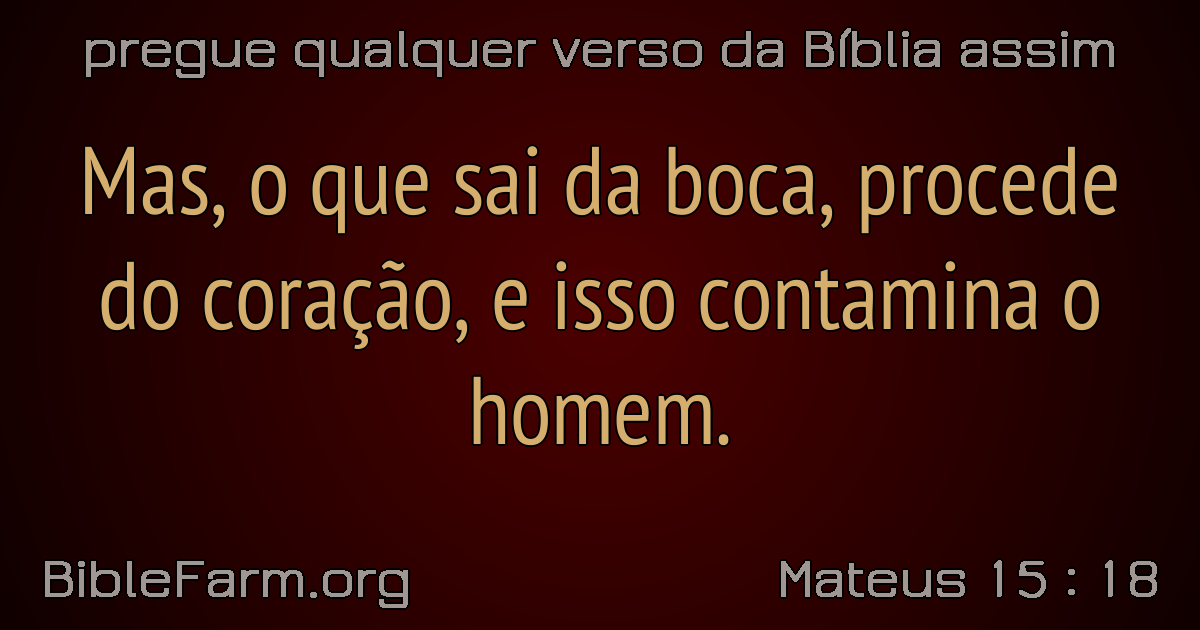 pregue qualquer verso da Bíblia assim
Mas, o que sai da boca, procede
do coração, e isso contamina o
homem.
BibleFarm.org
Mateus 15 : 18